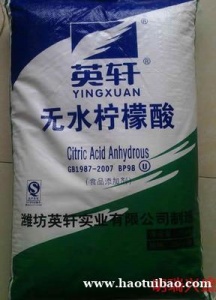 英轩®
YINGXUAN
无水柠檬酸
Citric Acid Anhydrous
GB1987-2007 BP98 U
(食品添加剂)
潍坊英轩实业有限公司制造
http://www.haotuibao.com